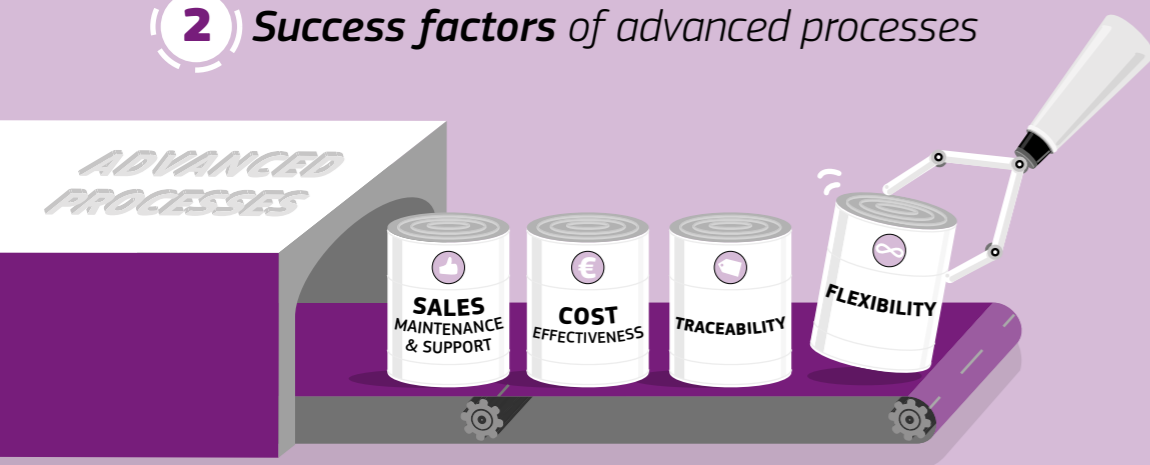 2 Success factors of advanced processes
ADVANCED
PROCESSES
SALES
MAINTENANCE
& SUPPORT
€
COST
EFFECTIVENESS
TRACEABILITY
FLEXIBILITY